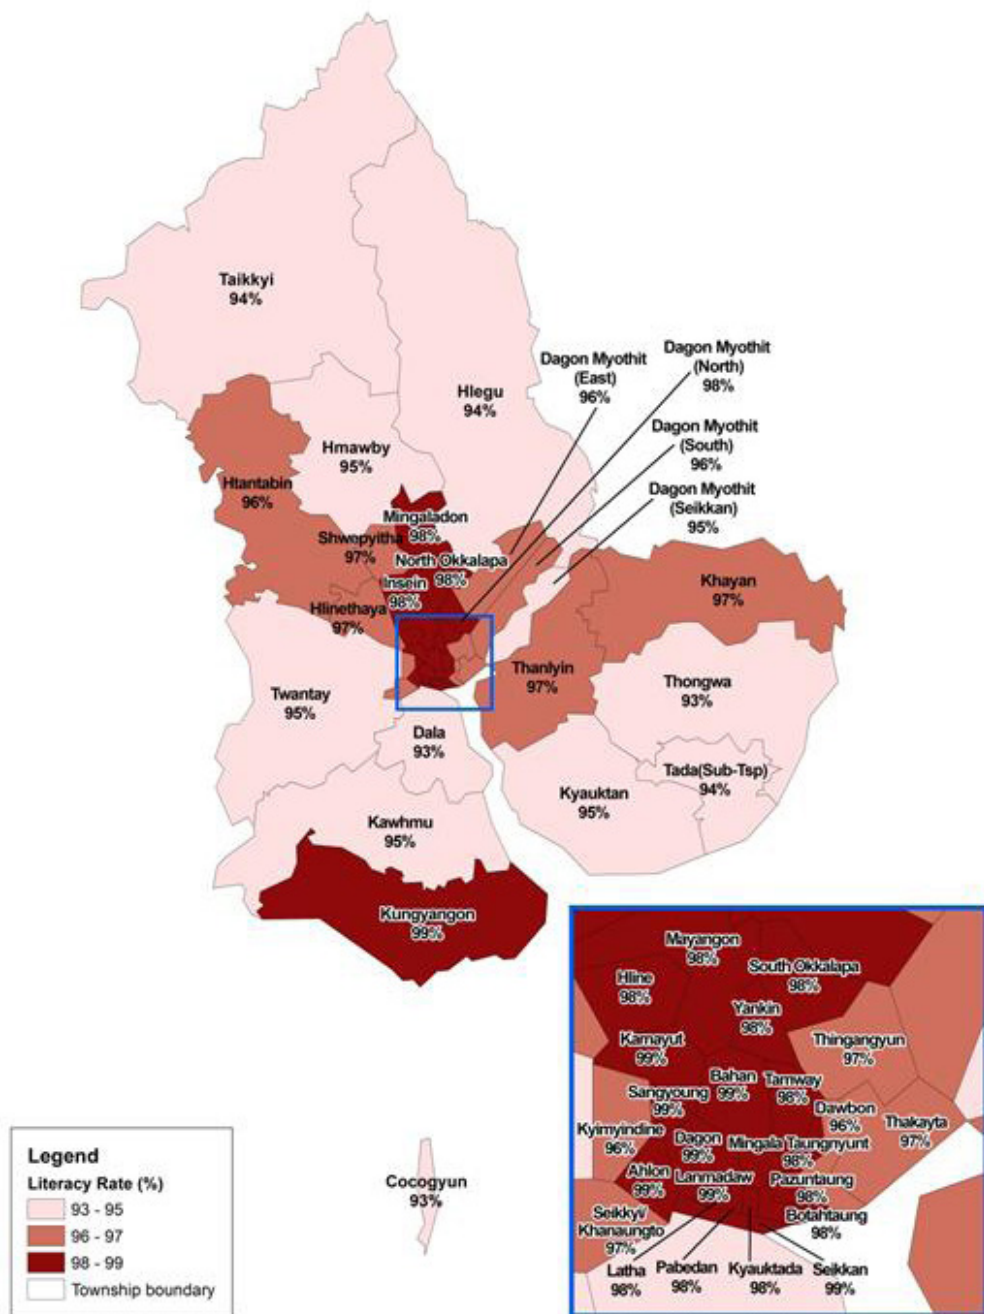 Taikkyi
94%
Hlegu
94%
Dagon Myothit
(East)
96%
Dagon Myothit
(North)
98%
Dagon Myothit
(South)
96%
Dagon Myothit
(Seikkan)
95%
Hmawby
95%
Htantabin
96%
Mingaladon
98%
Shwepyitha
97%
North Okkalapa
98%
Insein
98%
Hlinethaya
97%
Khayan
97%
Thanlyin
97%
Thongwa
93%
Twantay
95%
Dala
93%
Tada(Sub-Tsp)
94%
Kyauktan
95%
Kawhmu
95%
Kungyangon
99%
Cocogyun
93%
Mayangon
98%
South Okkalapa
98%
Hline
98%
Yankin
98%
Kamayut
99%
Thingangyun
97%
Bahan
99%
Tamway
98%
Sangyoung
99%
Dawbon
96%
Thakayta
97%
Kyimyindine
96%
Dagon
99%
Mingala Taungnyunt
98%
Ahlon
99%
Lanmadaw
99%
Pazuntaung
98%
Botahtaung
98%
Seikkyi/
Khanaungto
97%
Latha
98%
Pabedan
98%
Kyauktada
98%
Seikkan
99%
Legend
Literacy Rate (%)
93 - 95
96 - 97
98 - 99
Township boundary